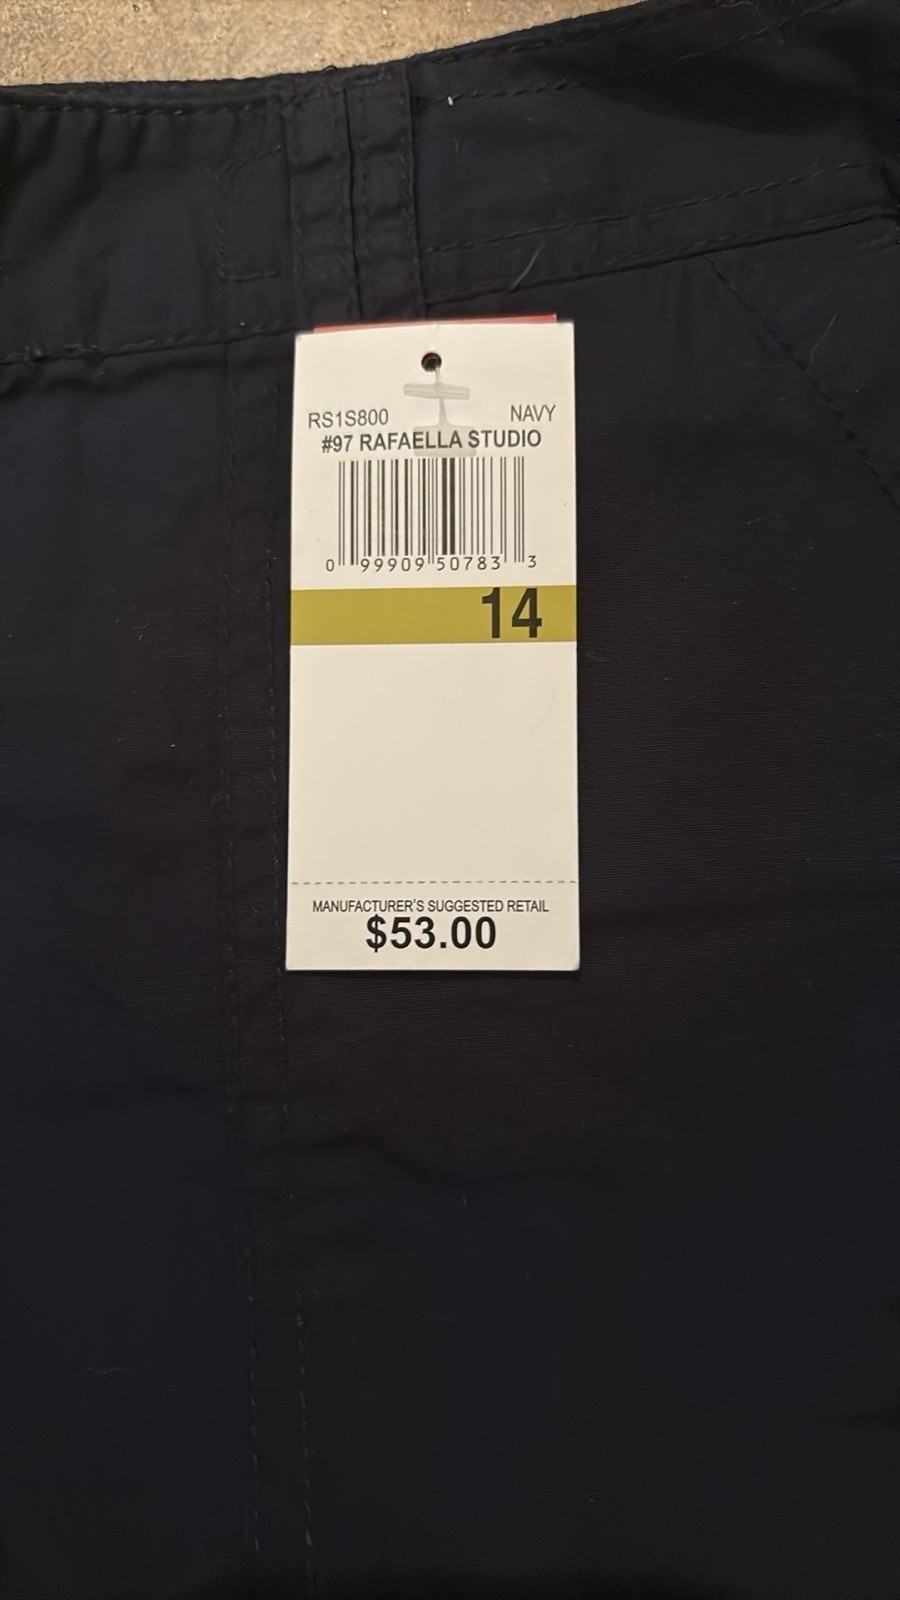 RS1S800 NAVY
#97 RAFAELLA STUDIO
0 99909 50783 3
14
MANUFACTURER'S SUGGESTED RETAIL
$53.00